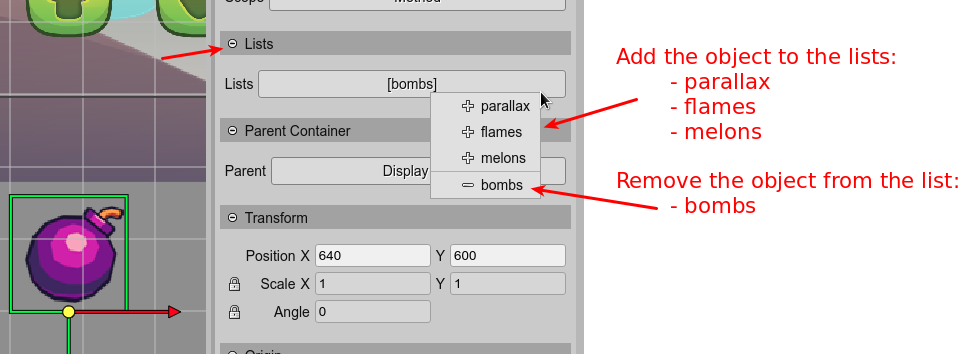 Scope Method
Lists
Lists [bombs]
parallax
flames
melons
bombs
Parent Container
Parent Display
Transform
Position X 640 Y 600
Scale X 1 Y 1
Angle 0
Origin
Add the object to the lists:
- parallax
- flames
- melons
Remove the object from the list:
- bombs